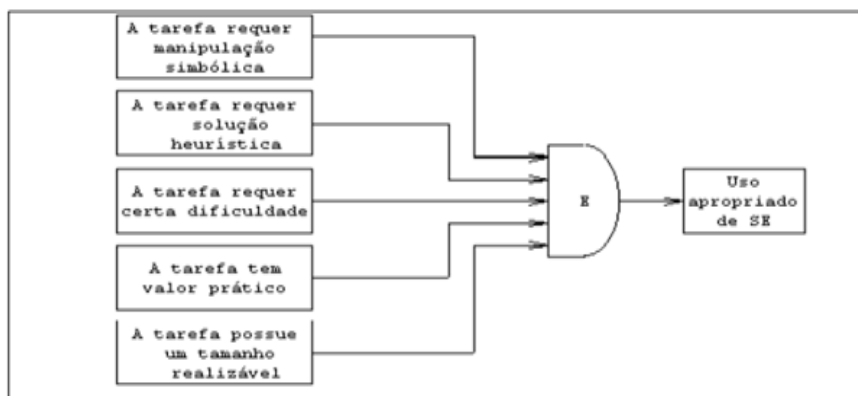 A tarefa requer
manipulação
simbólica
A tarefa requer
solução
heurística
A tarefa requer
certa dificuldade
A tarefa tem
valor prático
A tarefa possue
um tamanho
realizável
E
Uso
apropriado
de SE